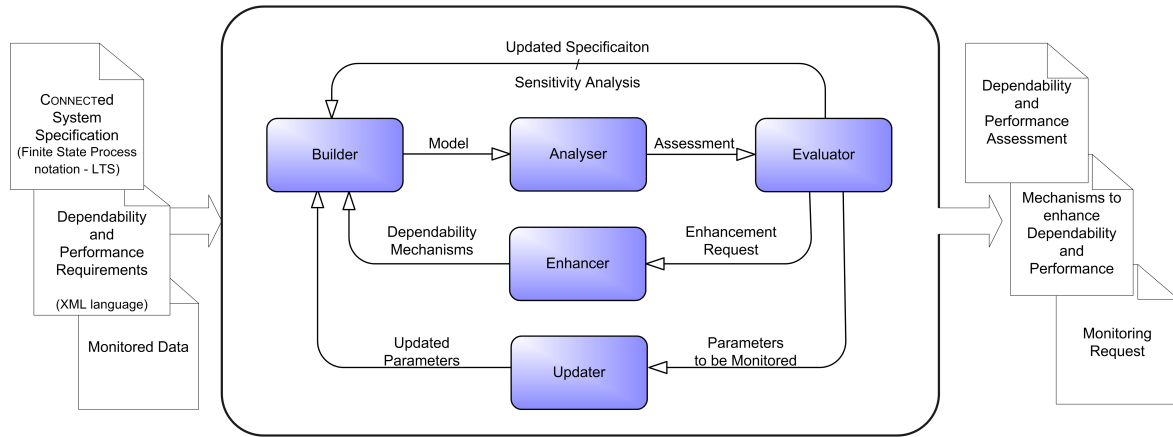 CONNECTed
System
Specification
(Finite State Process
notation - LTS)
Dependability
and
Performance
Requirements
(XML language)
Monitored Data
Updated Specificaiton
Sensitivity Analysis
Builder
Model
Analyser
Assessment
Evaluator
Dependability
Mechanisms
Enhancer
Enhancement
Request
Updated
Parameters
Updater
Parameters
to be Monitored
Dependability
and
Performance
Assessment
Mechanisms to
enhance
Dependability
and
Performance
Monitoring
Request